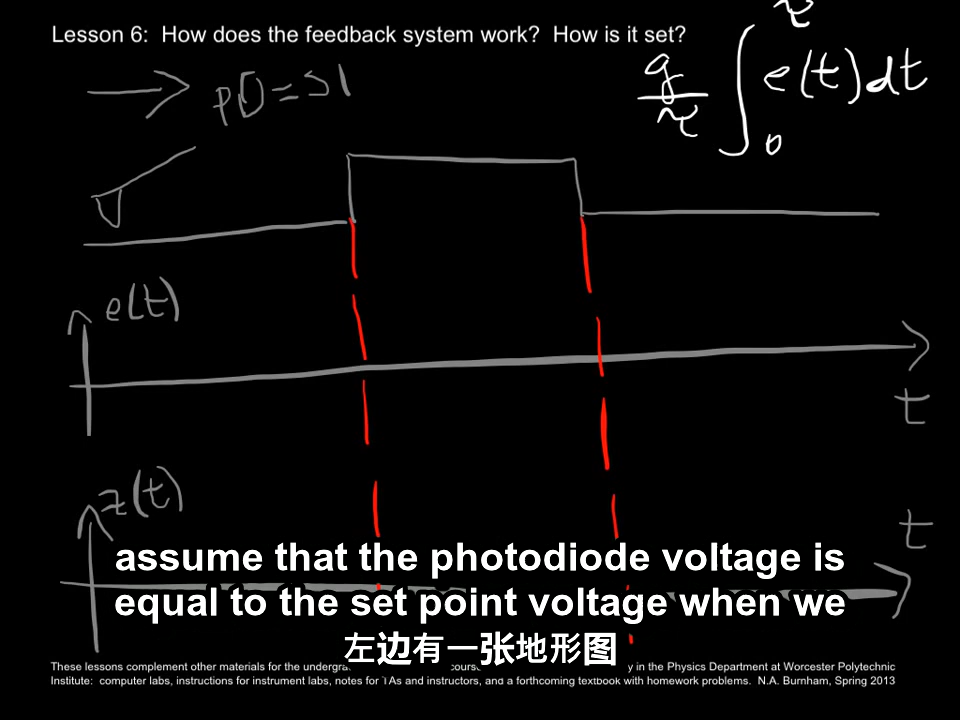 Lesson 6: How does the feedback system work? How is it set?
g/τ ∫₀^τ e(t)dt
e(t)
t
z(t)
t
assume that the photodiode voltage is
equal to the set point voltage when we
左边有一张地形图
These lessons complement other materials for the undergrad course y in the Physics Department at Worcester Polytechnic
Institute: computer labs, instructions for instrument labs, notes for TAs and instructors, and a forthcoming textbook with homework problems. N.A. Burnham, Spring 2013